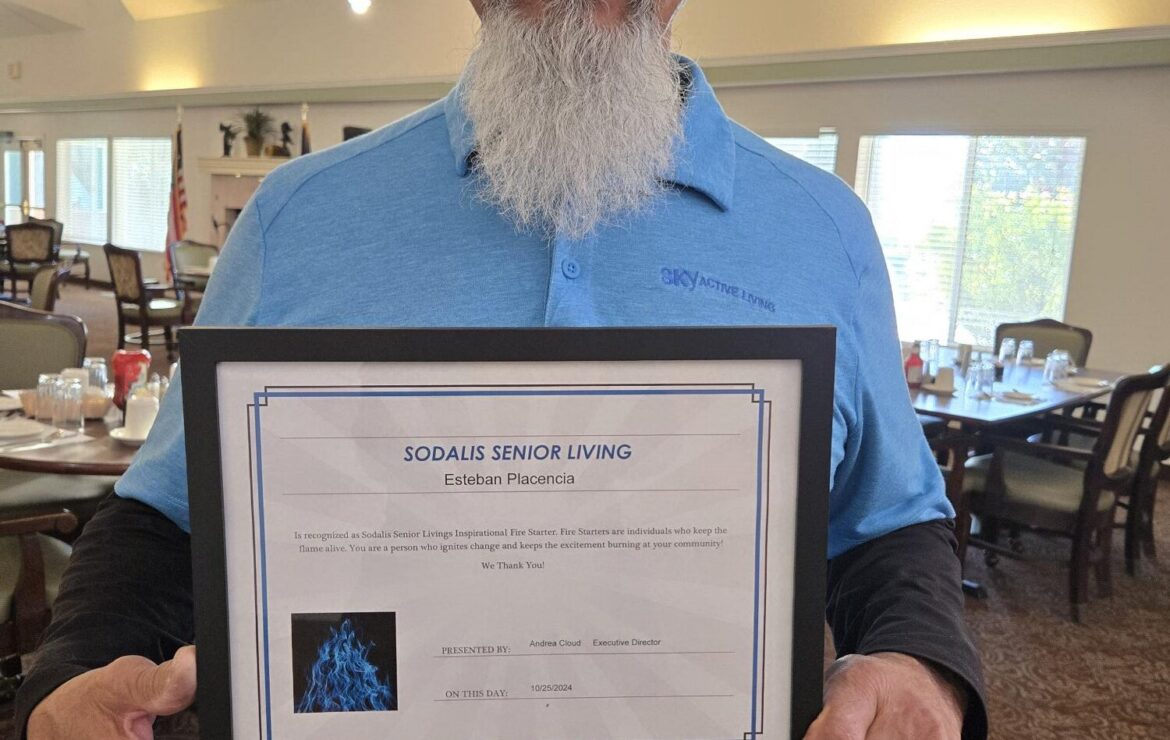 SKY ACTIVE LIVING
SODALIS SENIOR LIVING
Esteban Placencia
Is recognized as Sodalis Senior Livings Inspirational Fire Starter. Fire Starters are individuals who keep the
flame alive. You are a person who ignites change and keeps the excitement burning at your community!
We Thank You!
PRESENTED BY: Andrea Cloud Executive Director
ON THIS DAY: 10/25/2024